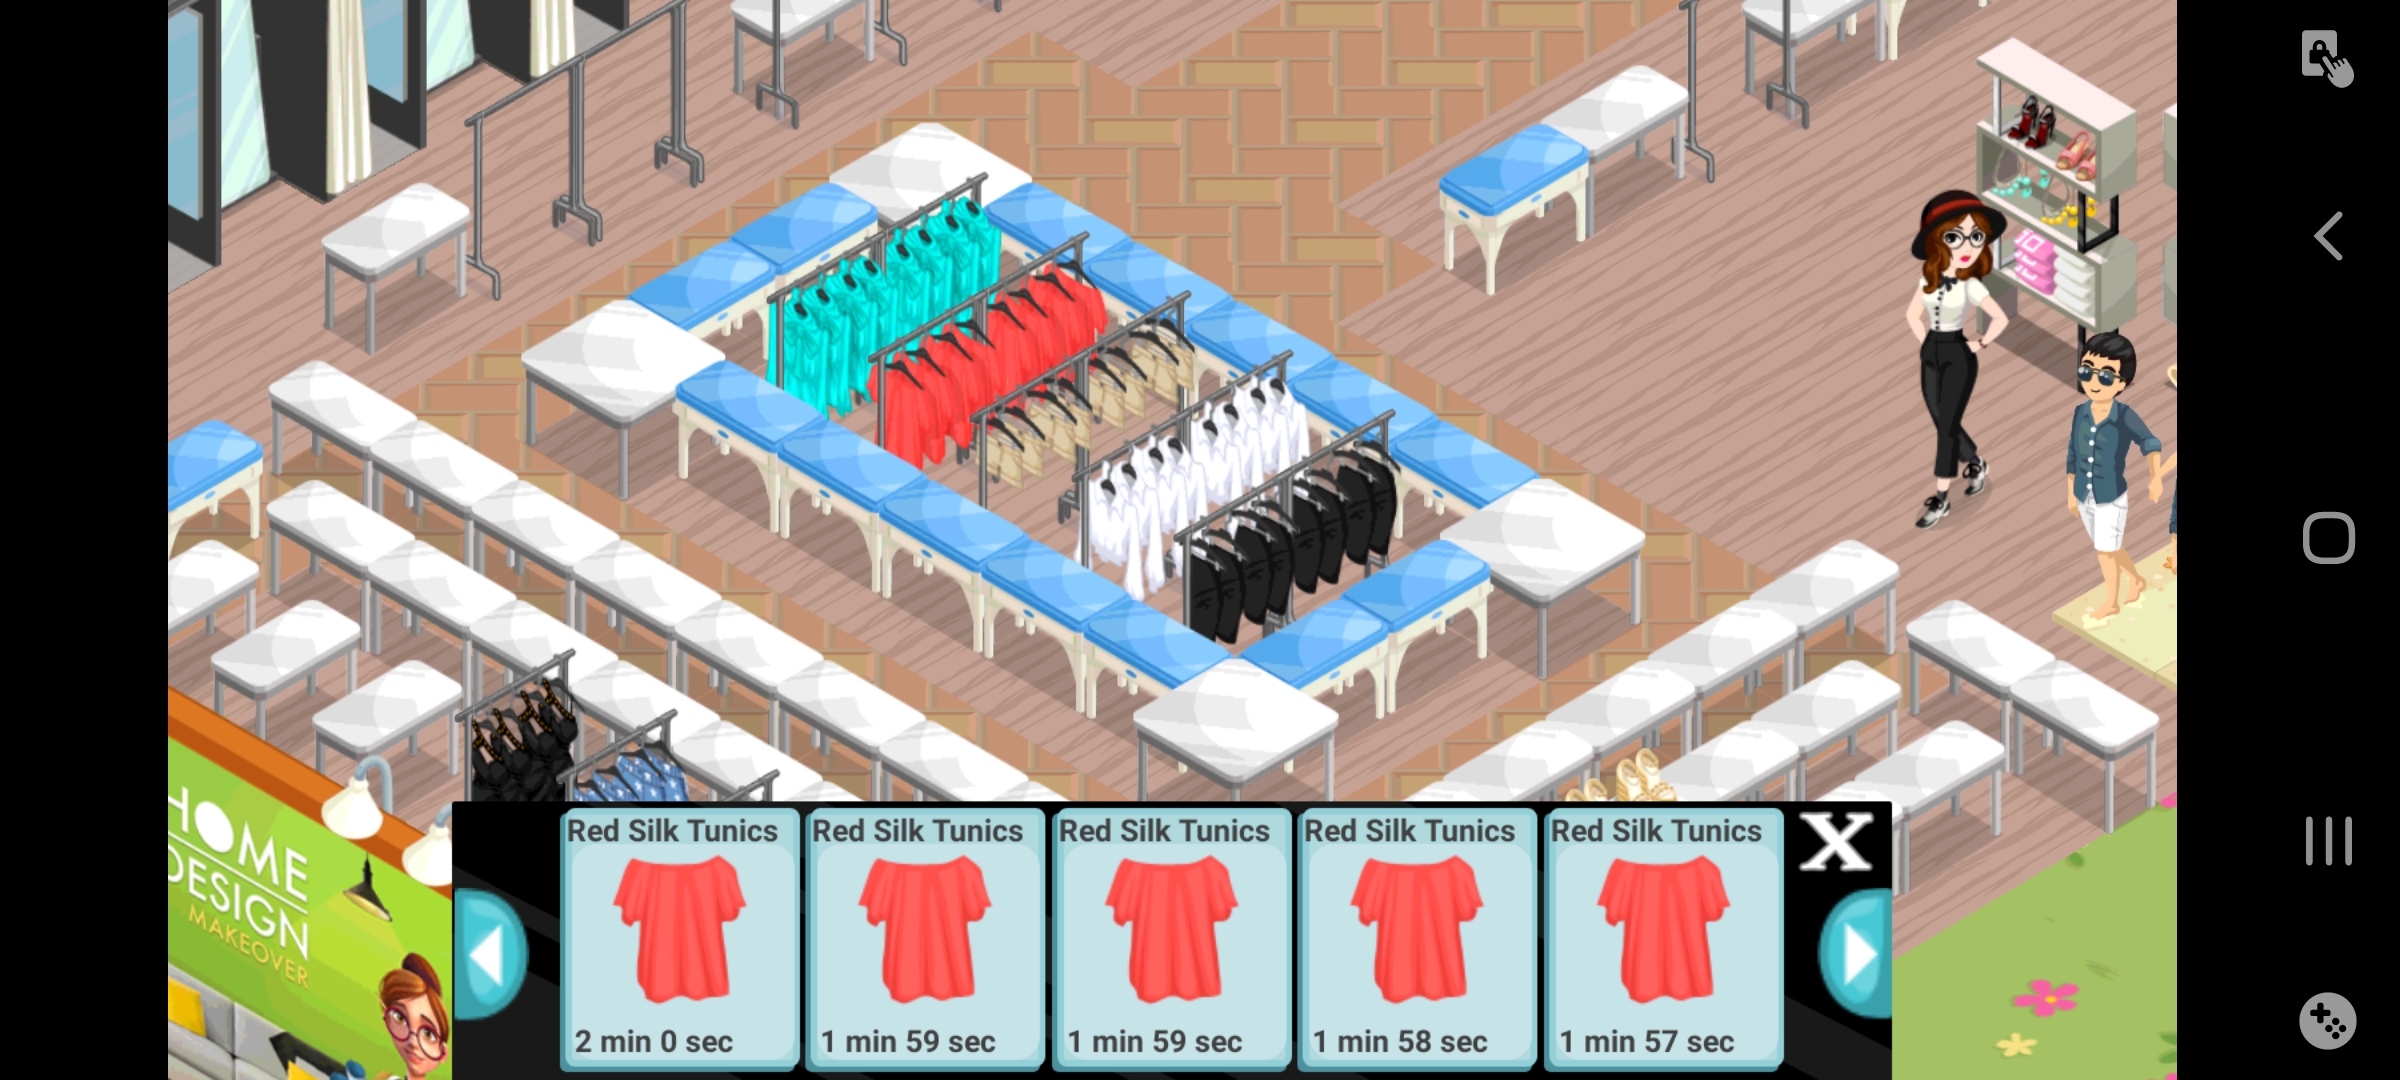 HOME
DESIGN
MAKEOVER
Red Silk Tunics
2 min 0 sec
Red Silk Tunics
1 min 59 sec
Red Silk Tunics
1 min 59 sec
Red Silk Tunics
1 min 58 sec
Red Silk Tunics
1 min 57 sec
X